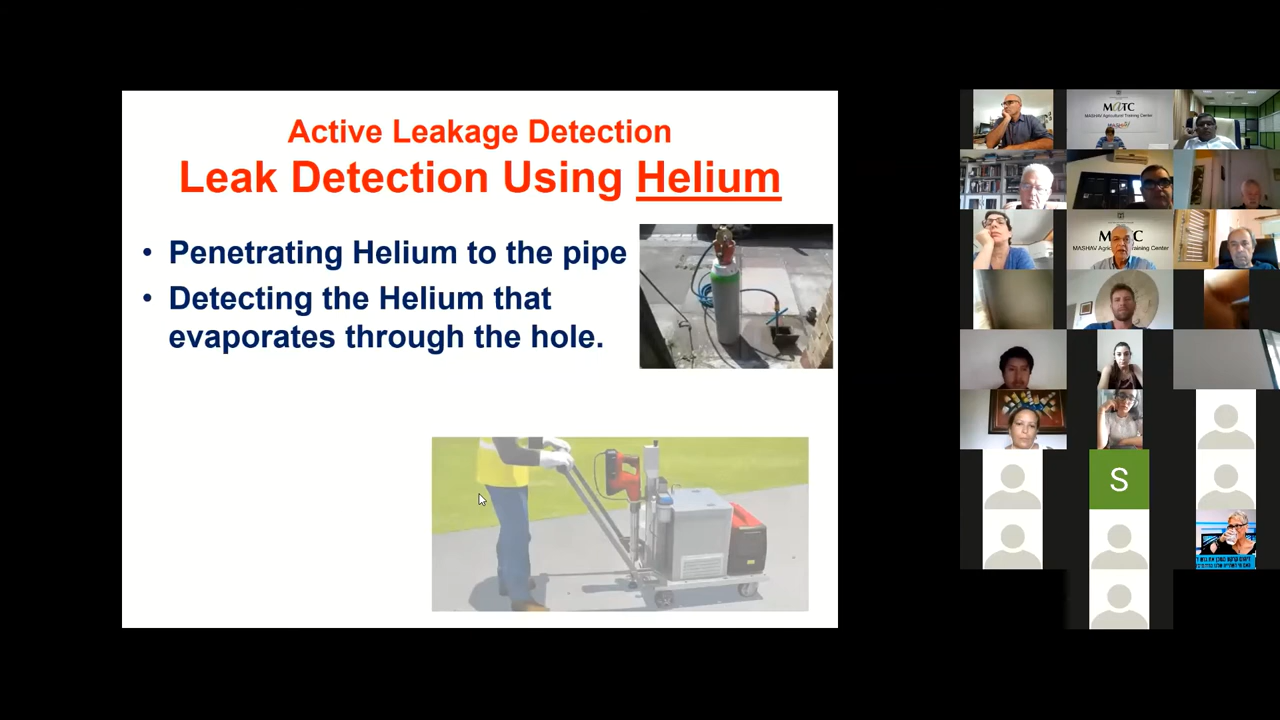 Active Leakage Detection
Leak Detection Using Helium
• Penetrating Helium to the pipe
• Detecting the Helium that
evaporates through the hole.
MATC
MASHAV Agricultural Training Center
MASHAV Agricultural Training Center
S